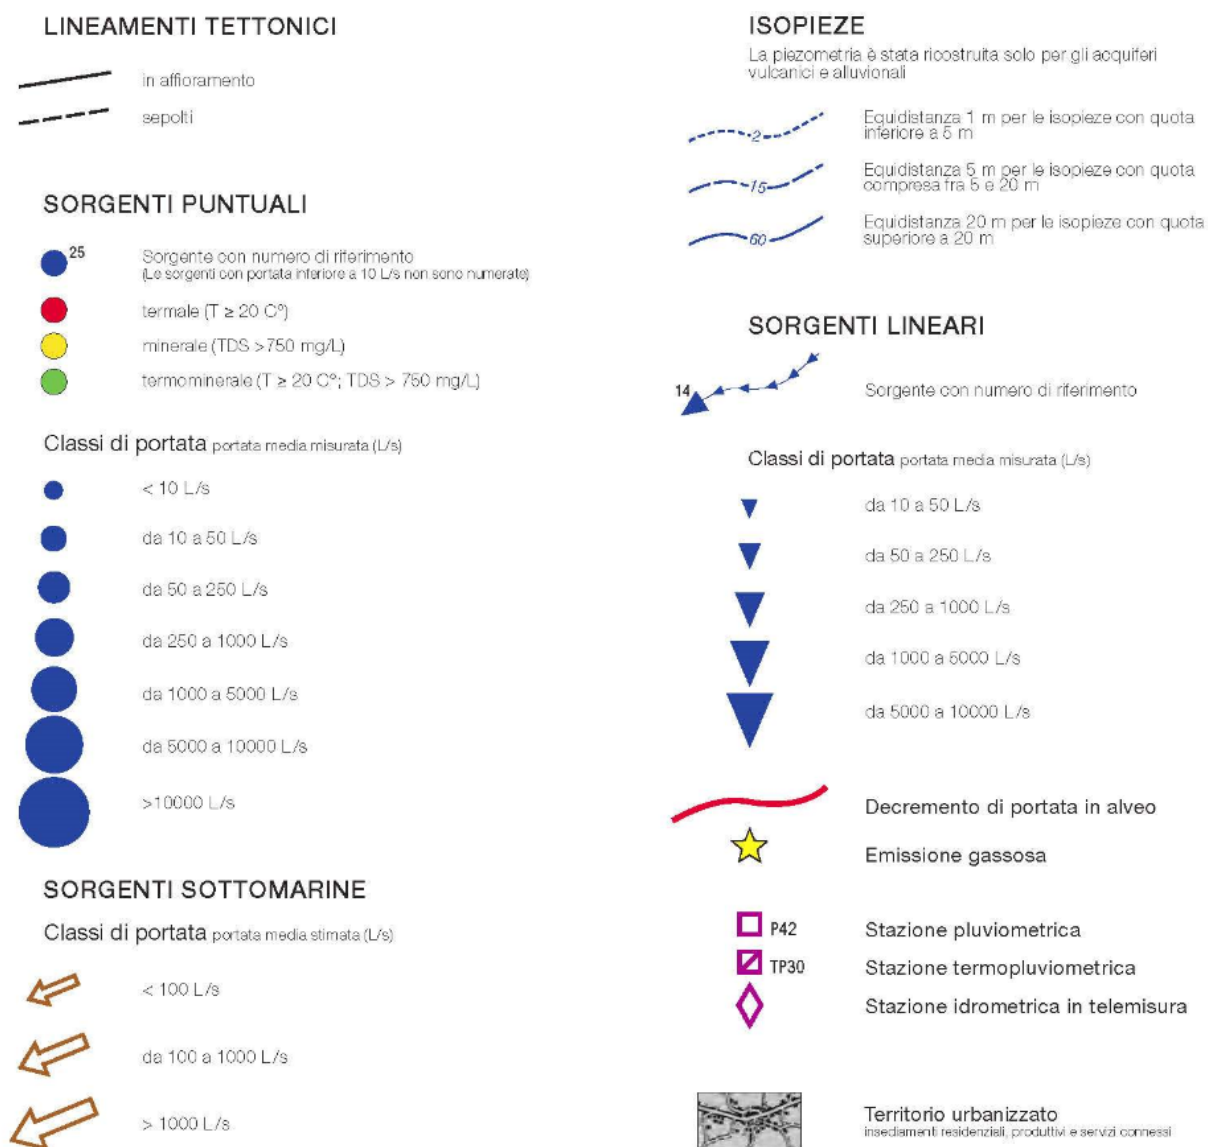 LINEAMENTI TETTONICI
in affioramento
sepolti
SORGENTI PUNTUALI
25
Sorgente con numero di riferimento
(Le sorgenti con portata inferiore a 10 L/s non sono numerate)
termale (T ≥ 20 C°)
minerale (TDS >750 mg/L)
termominerale (T ≥ 20 C°; TDS > 750 mg/L)
Classi di portata portata media misurata (L/s)
< 10 L/s
da 10 a 50 L/s
da 50 a 250 L/s
da 250 a 1000 L/s
da 1000 a 5000 L/s
da 5000 a 10000 L/s
>10000 L/s
SORGENTI SOTTOMARINE
Classi di portata portata media stimata (L/s)
< 100 L/s
da 100 a 1000 L/s
> 1000 L/s
ISOPIEZE
La piezometria è stata ricostruita solo per gli acquiferi
vulcanici e alluvionali
2
Equidistanza 1 m per le isopieze con quota
inferiore a 5 m
15
Equidistanza 5 m per le isopieze con quota
compresa fra 5 e 20 m
60
Equidistanza 20 m per le isopieze con quota
superiore a 20 m
SORGENTI LINEARI
14
Sorgente con numero di riferimento
Classi di portata portata media misurata (L/s)
da 10 a 50 L/s
da 50 a 250 L/s
da 250 a 1000 L/s
da 1000 a 5000 L/s
da 5000 a 10000 L/s
Decremento di portata in alveo
Emissione gassosa
P42
Stazione pluviometrica
TP30
Stazione termopluviometrica
Stazione idrometrica in telemisura
Territorio urbanizzato
insediamenti residenziali, produttivi e servizi connessi